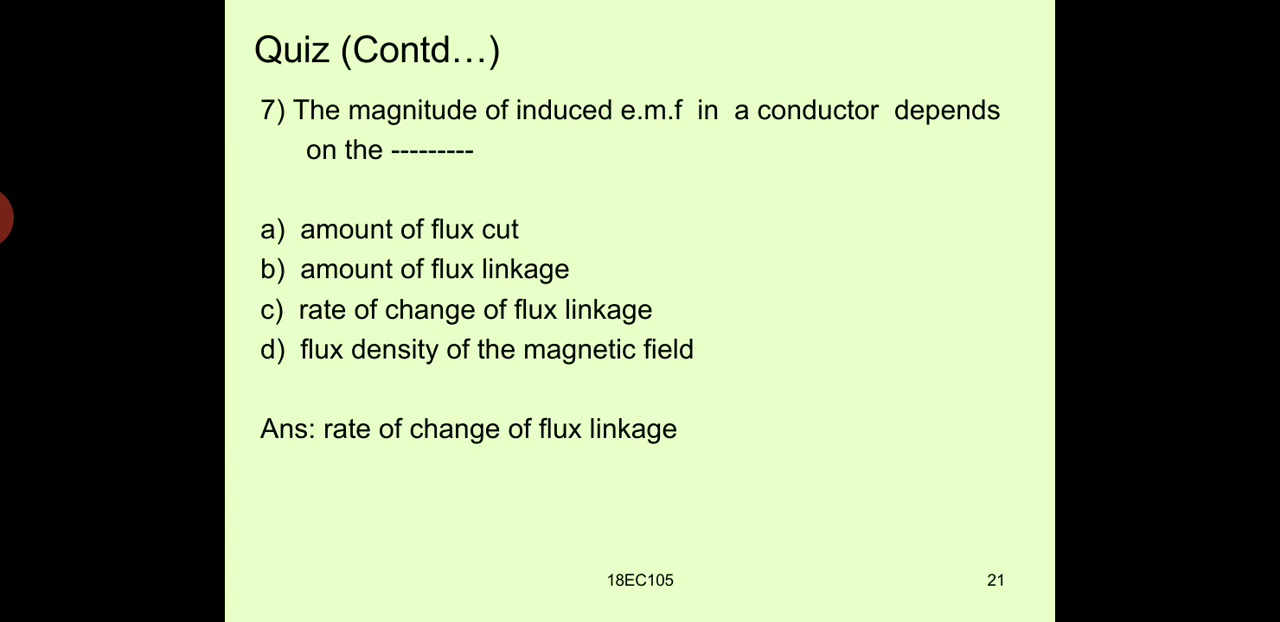 Quiz (Contd…)
7) The magnitude of induced e.m.f in a conductor depends
on the ---------
a) amount of flux cut
b) amount of flux linkage
c) rate of change of flux linkage
d) flux density of the magnetic field
Ans: rate of change of flux linkage
18EC105
21